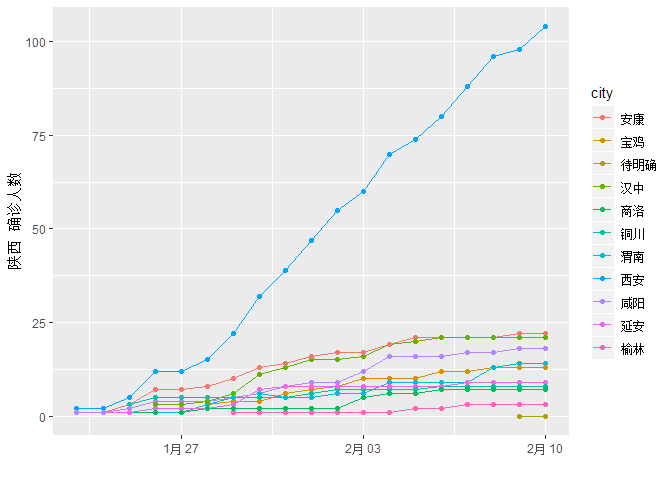 陕西 确诊人数
100
75
50
25
0
1月 27
2月 03
2月 10
city
安康
宝鸡
待明确
汉中
商洛
铜川
渭南
西安
咸阳
延安
榆林